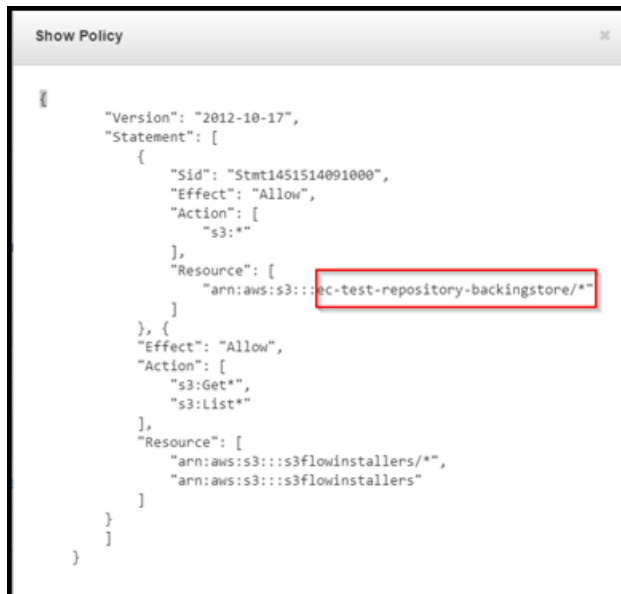 Show Policy ×
{
"Version": "2012-10-17",
"Statement": [
{
"Sid": "Stmt1451514091000",
"Effect": "Allow",
"Action": [
"s3:*"
],
"Resource": [
"arn:aws:s3:::ec-test-repository-backingstore/*"
]
}, {
"Effect": "Allow",
"Action": [
"s3:Get*",
"s3:List*"
],
"Resource": [
"arn:aws:s3:::s3flowinstallers/*",
"arn:aws:s3:::s3flowinstallers"
]
}
]
}